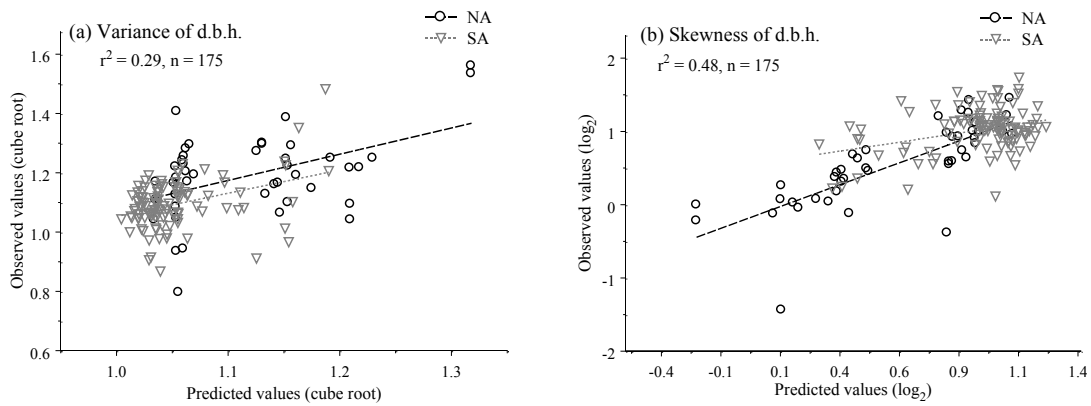 NA
SA
(a) Variance of d.b.h.
r² = 0.29, n = 175
1.6
1.4
1.2
1.0
0.8
0.6
Observed values (cube root)
1.0
1.1
1.2
1.3
Predicted values (cube root)
NA
SA
(b) Skewness of d.b.h.
r² = 0.48, n = 175
2
1
0
-1
-2
Observed values (log₂)
-0.4
-0.1
0.1
0.4
0.6
0.9
1.1
1.4
Predicted values (log₂)